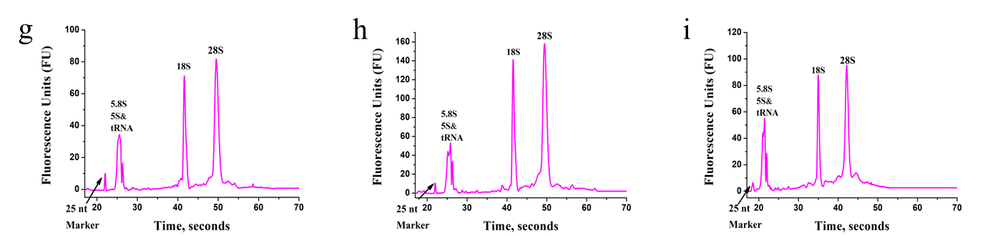 g
100
80
60
40
20
0
Fluorescence Units (FU)
5.8S
5S&
tRNA
18S
28S
25 nt
Marker
20 30 40 50 60 70
Time, seconds
h
160
140
120
100
80
60
40
20
0
Fluorescence Units (FU)
5.8S
5S&
tRNA
18S
28S
25 nt
Marker
20 30 40 50 60 70
Time, seconds
i
120
100
80
60
40
20
0
Fluorescence Units (FU)
5.8S
5S&
tRNA
18S
28S
25 nt
Marker
20 30 40 50 60 70
Time, seconds